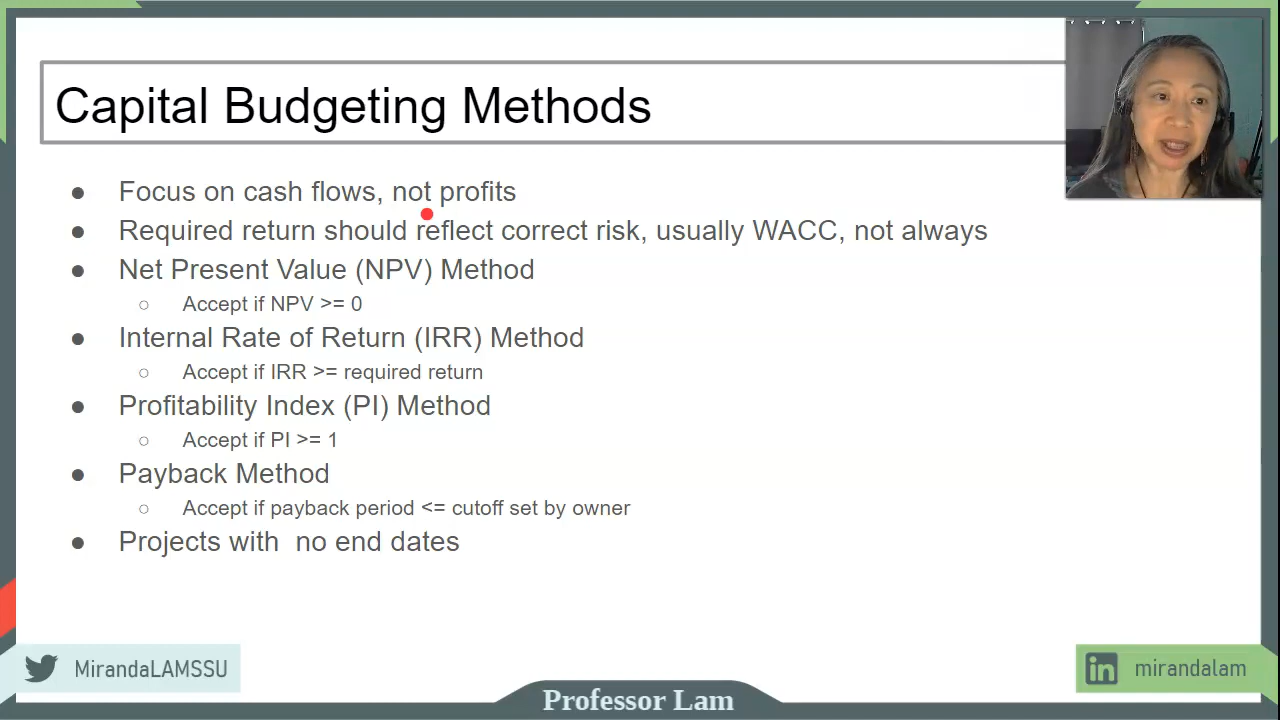 Capital Budgeting Methods
● Focus on cash flows, not profits
● Required return should reflect correct risk, usually WACC, not always
● Net Present Value (NPV) Method
○ Accept if NPV >= 0
● Internal Rate of Return (IRR) Method
○ Accept if IRR >= required return
● Profitability Index (PI) Method
○ Accept if PI >= 1
● Payback Method
○ Accept if payback period <= cutoff set by owner
● Projects with  no end dates
MirandaLAMSSU
in mirandalam
Professor Lam